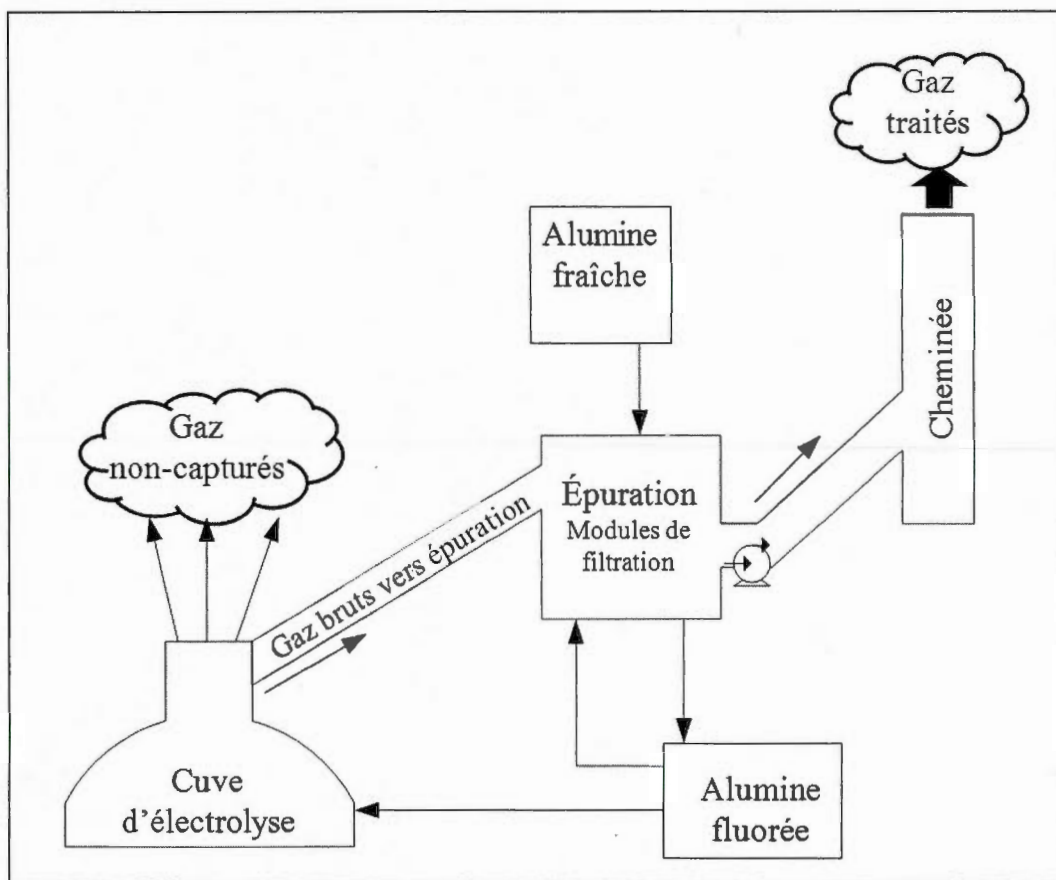 Gaz
traités
Alumine
fraîche
Cheminée
Gaz
non-capturés
Gaz bruts vers épuration
Épuration
Modules de
filtration
Cuve
d'électrolyse
Alumine
fluorée